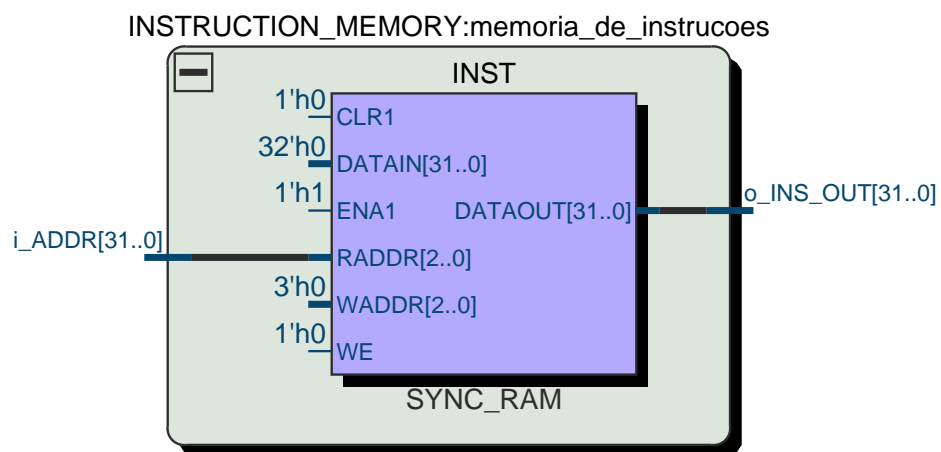 INSTRUCTION_MEMORY:memoria_de_instrucoes
INST
1'h0
CLR1
32'h0
DATAIN[31..0]
1'h1
ENA1
DATAOUT[31..0]
o_INS_OUT[31..0]
i_ADDR[31..0]
RADDR[2..0]
3'h0
WADDR[2..0]
1'h0
WE
SYNC_RAM